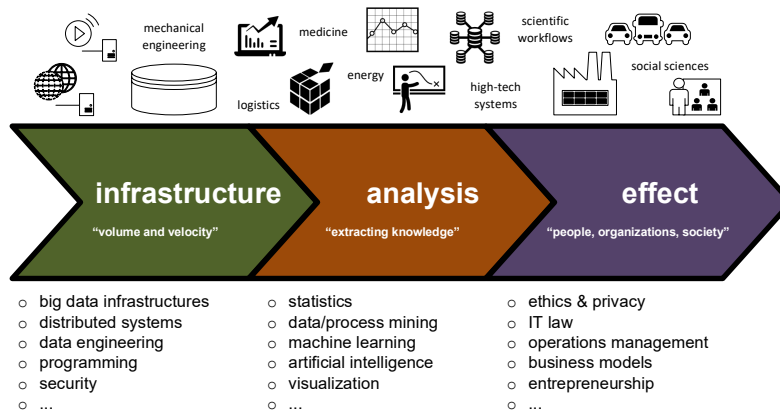 mechanical
engineering
medicine
scientific
workflows
logistics
energy
high-tech
systems
social sciences
infrastructure
"volume and velocity"
analysis
"extracting knowledge"
effect
"people, organizations, society"
o big data infrastructures
o distributed systems
o data engineering
o programming
o security
o ...
o statistics
o data/process mining
o machine learning
o artificial intelligence
o visualization
o ...
o ethics & privacy
o IT law
o operations management
o business models
o entrepreneurship
o ...